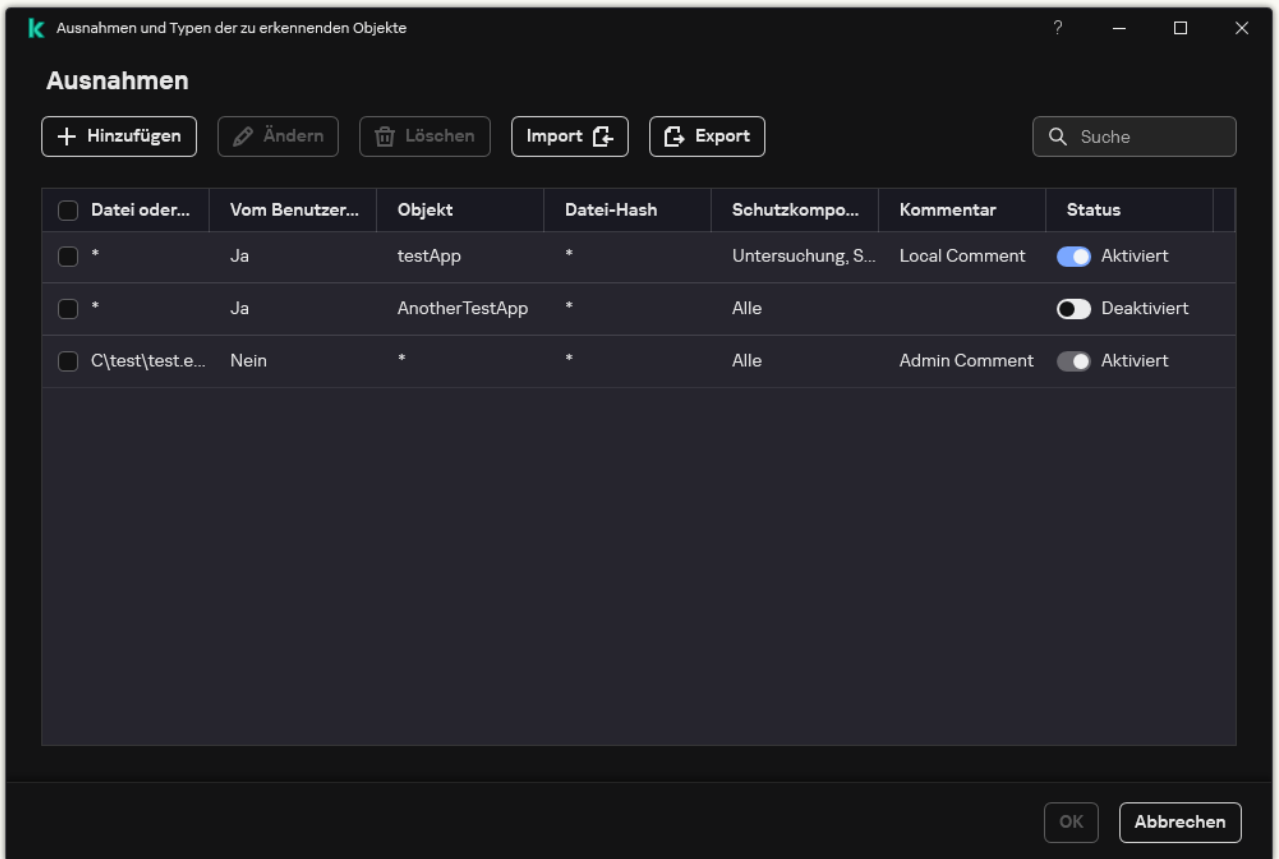 Ausnahmen und Typen der zu erkennenden Objekte ?
Ausnahmen
Hinzufügen Ändern Löschen Import Export Suche
Datei oder... Vom Benutzer... Objekt Datei-Hash Schutzkompo... Kommentar Status
* Ja testApp * Untersuchung, S... Local Comment Aktiviert
* Ja AnotherTestApp * Alle Deaktiviert
C\test\test.e... Nein * * Alle Admin Comment Aktiviert
OK Abbrechen